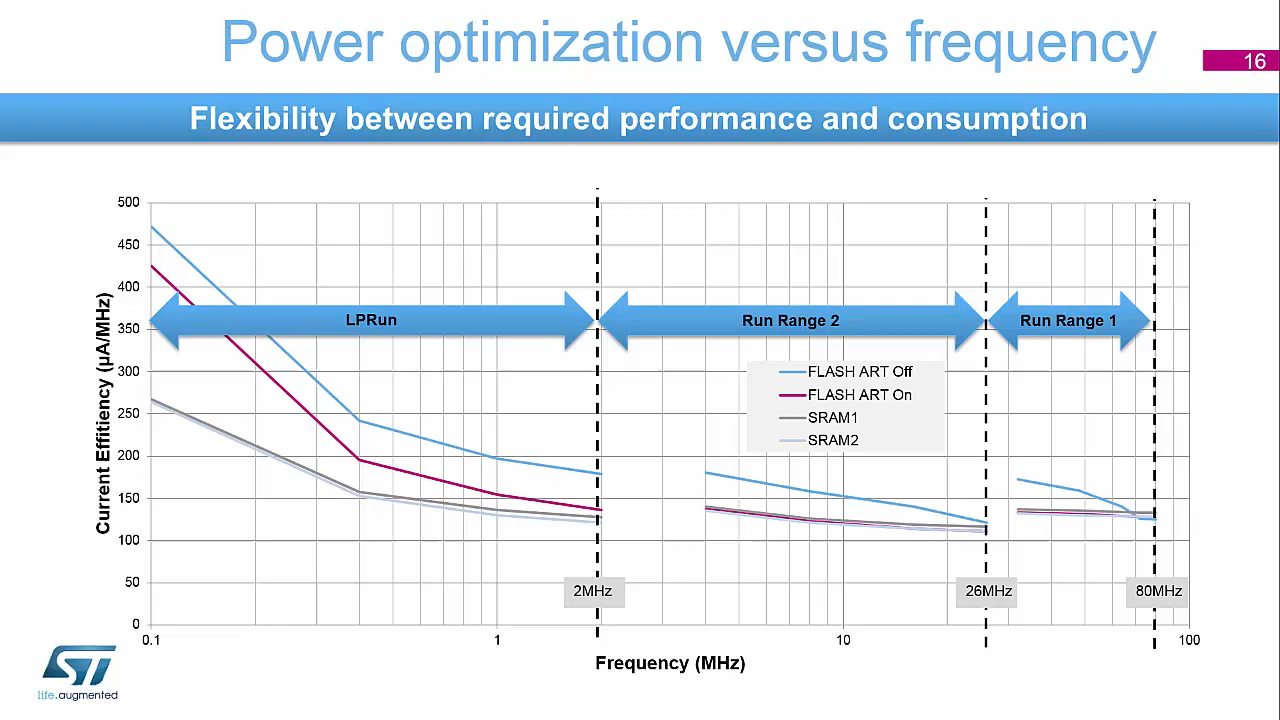 Power optimization versus frequency
16
Flexibility between required performance and consumption
500
450
400
350
300
250
200
150
100
50
0
Current Effitiency (µA/MHz)
LPRun
Run Range 2
Run Range 1
FLASH ART Off
FLASH ART On
SRAM1
SRAM2
2MHz
26MHz
80MHz
0.1
1
10
100
Frequency (MHz)
ST
life.augmented